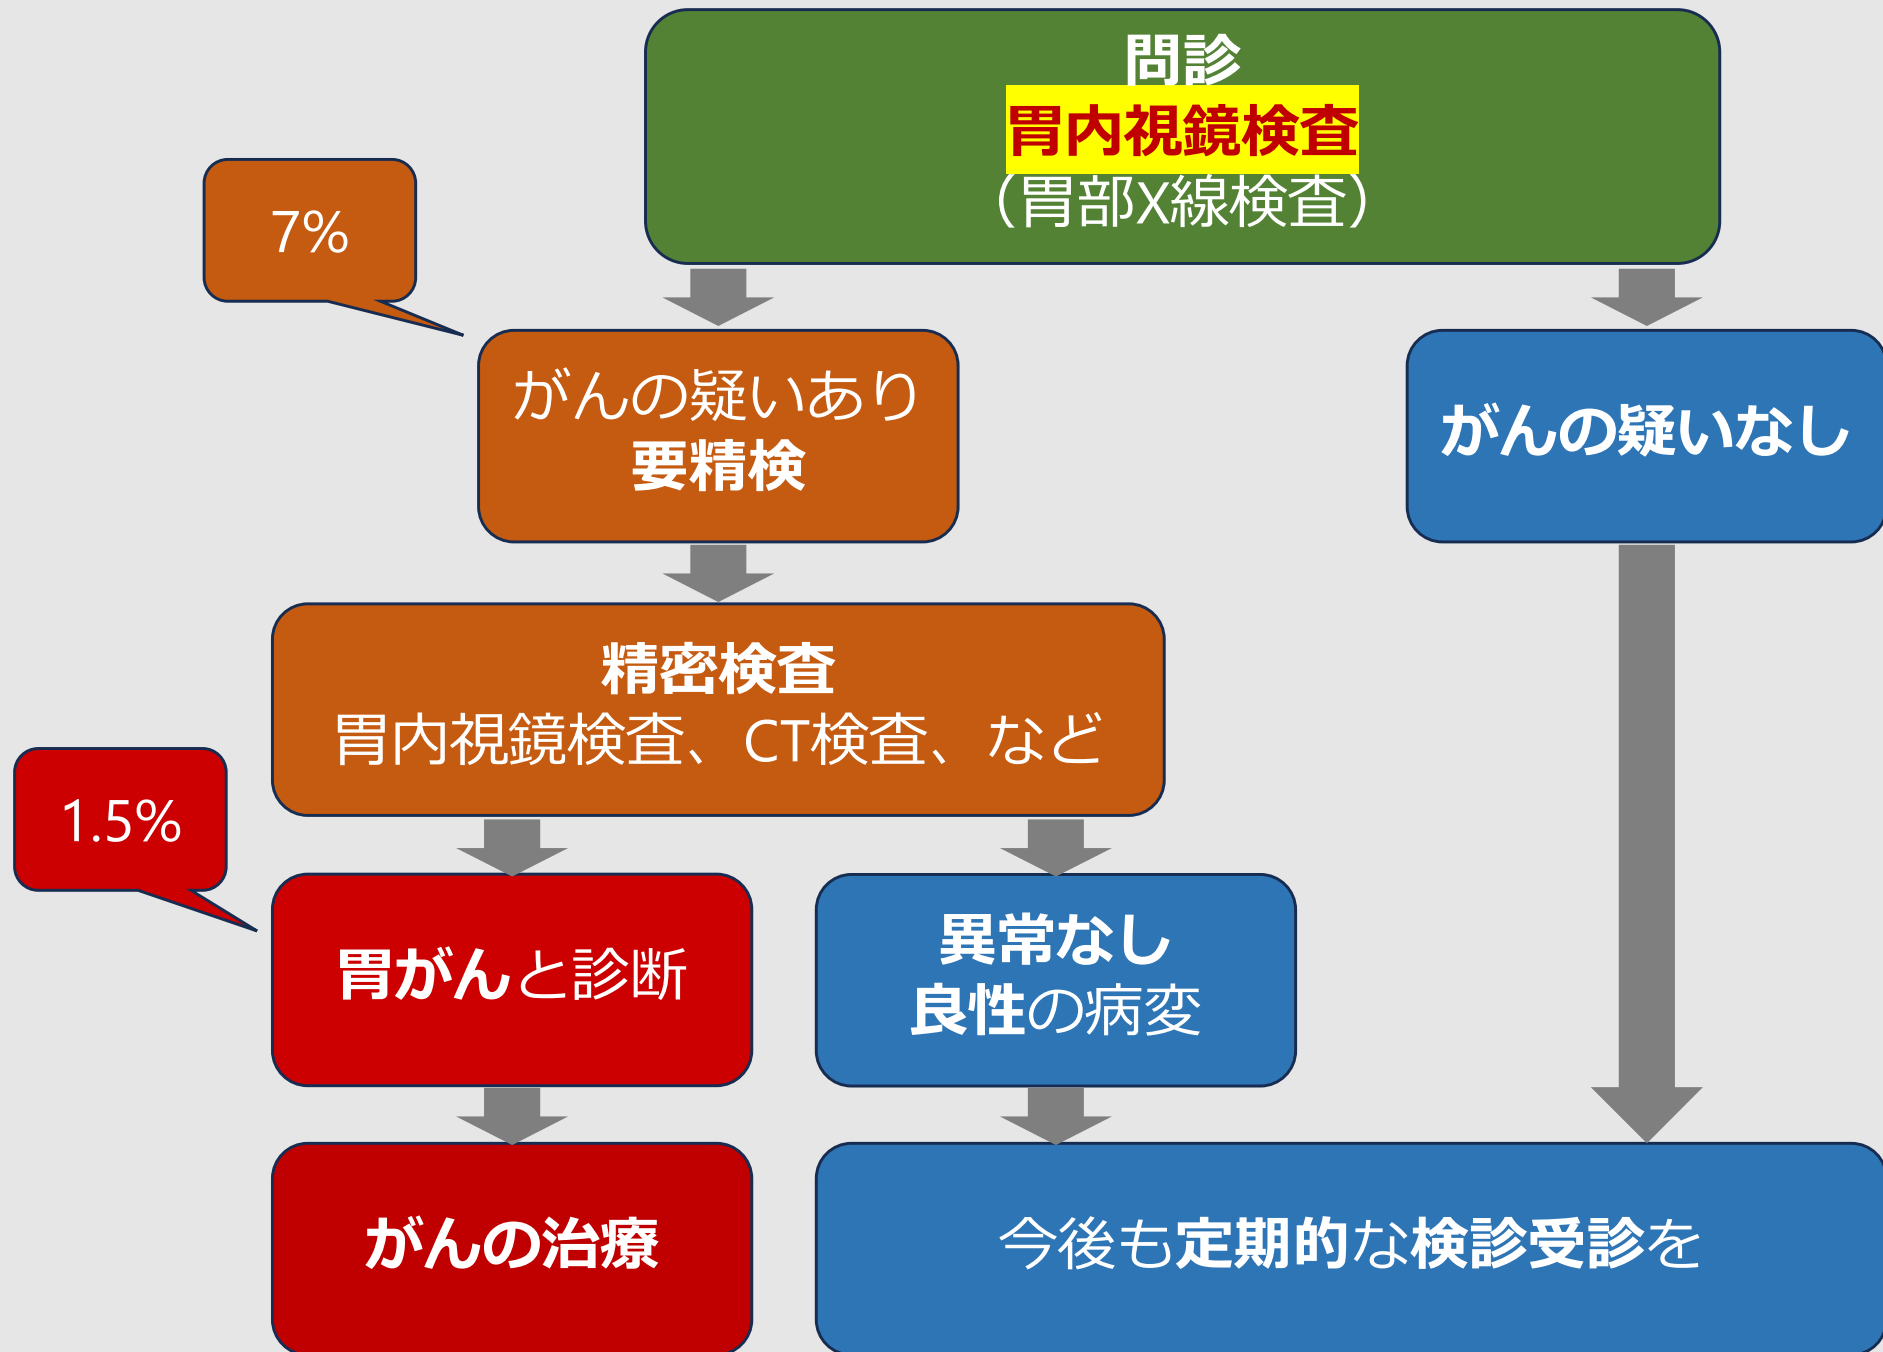 問診
胃内視鏡検査
（胃部X線検査）
7%
がんの疑いあり
要精検
がんの疑いなし
精密検査
胃内視鏡検査、CT検査、など
1.5%
胃がんと診断
異常なし
良性の病変
がんの治療
今後も定期的な検診受診を